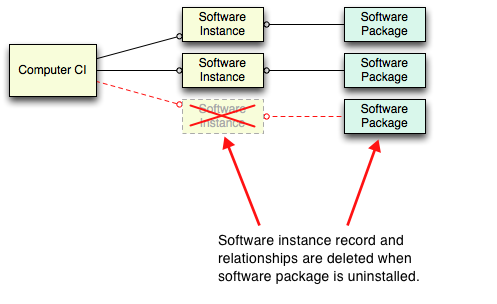 Software
Instance
Software
Package
Computer CI
Software
Instance
Software
Package
Software
Instance
Software
Package
Software instance record and
relationships are deleted when
software package is uninstalled.